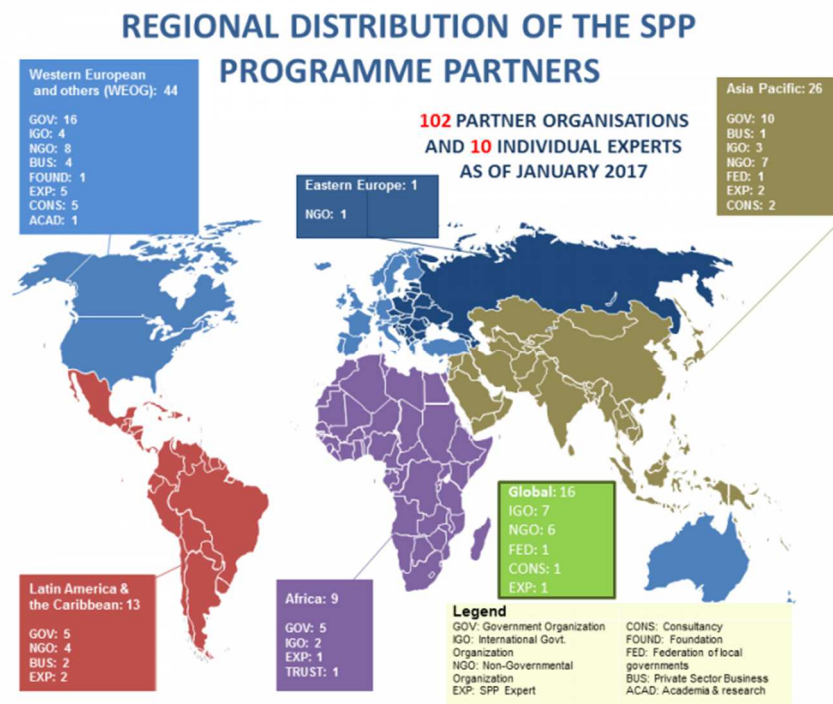 REGIONAL DISTRIBUTION OF THE SPP
PROGRAMME PARTNERS
Western European
and others (WEOG): 44
GOV: 16
IGO: 4
NGO: 8
BUS: 4
FOUND: 1
EXP: 5
CONS: 5
ACAD: 1
102 PARTNER ORGANISATIONS
AND 10 INDIVIDUAL EXPERTS
AS OF JANUARY 2017
Asia Pacific: 26
GOV: 10
BUS: 1
IGO: 3
NGO: 7
FED: 1
EXP: 2
CONS: 2
Eastern Europe: 1
NGO: 1
Global: 16
IGO: 7
NGO: 6
FED: 1
CONS: 1
EXP: 1
Latin America &
the Caribbean: 13
GOV: 5
NGO: 4
BUS: 2
EXP: 2
Africa: 9
GOV: 5
IGO: 2
EXP: 1
TRUST: 1
Legend
GOV: Government Organization
IGO: International Govt.
Organization
NGO: Non-Governmental
Organization
EXP: SPP Expert
CONS: Consultancy
FOUND: Foundation
FED: Federation of local
governments
BUS: Private Sector Business
ACAD: Academia & research